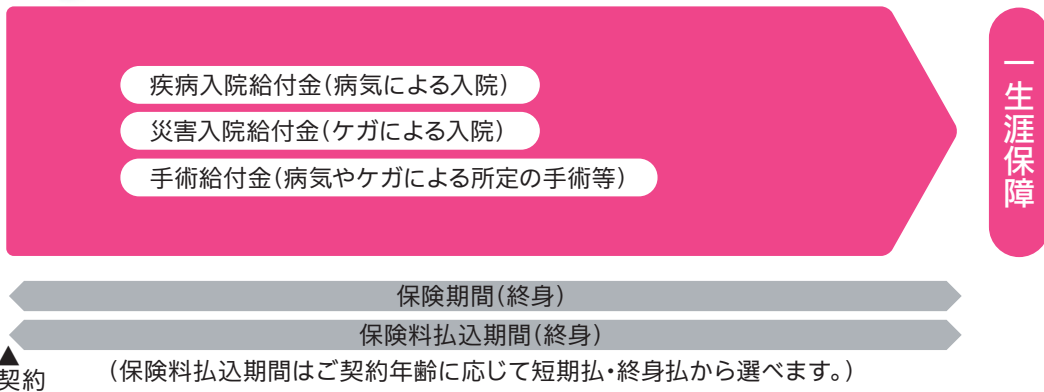 疾病入院給付金(病気による入院)
災害入院給付金(ケガによる入院)
手術給付金(病気やケガによる所定の手術等)
一生涯保障
保険期間(終身)
保険料払込期間(終身)
▲
契約
(保険料払込期間はご契約年齢に応じて短期払・終身払から選べます。)